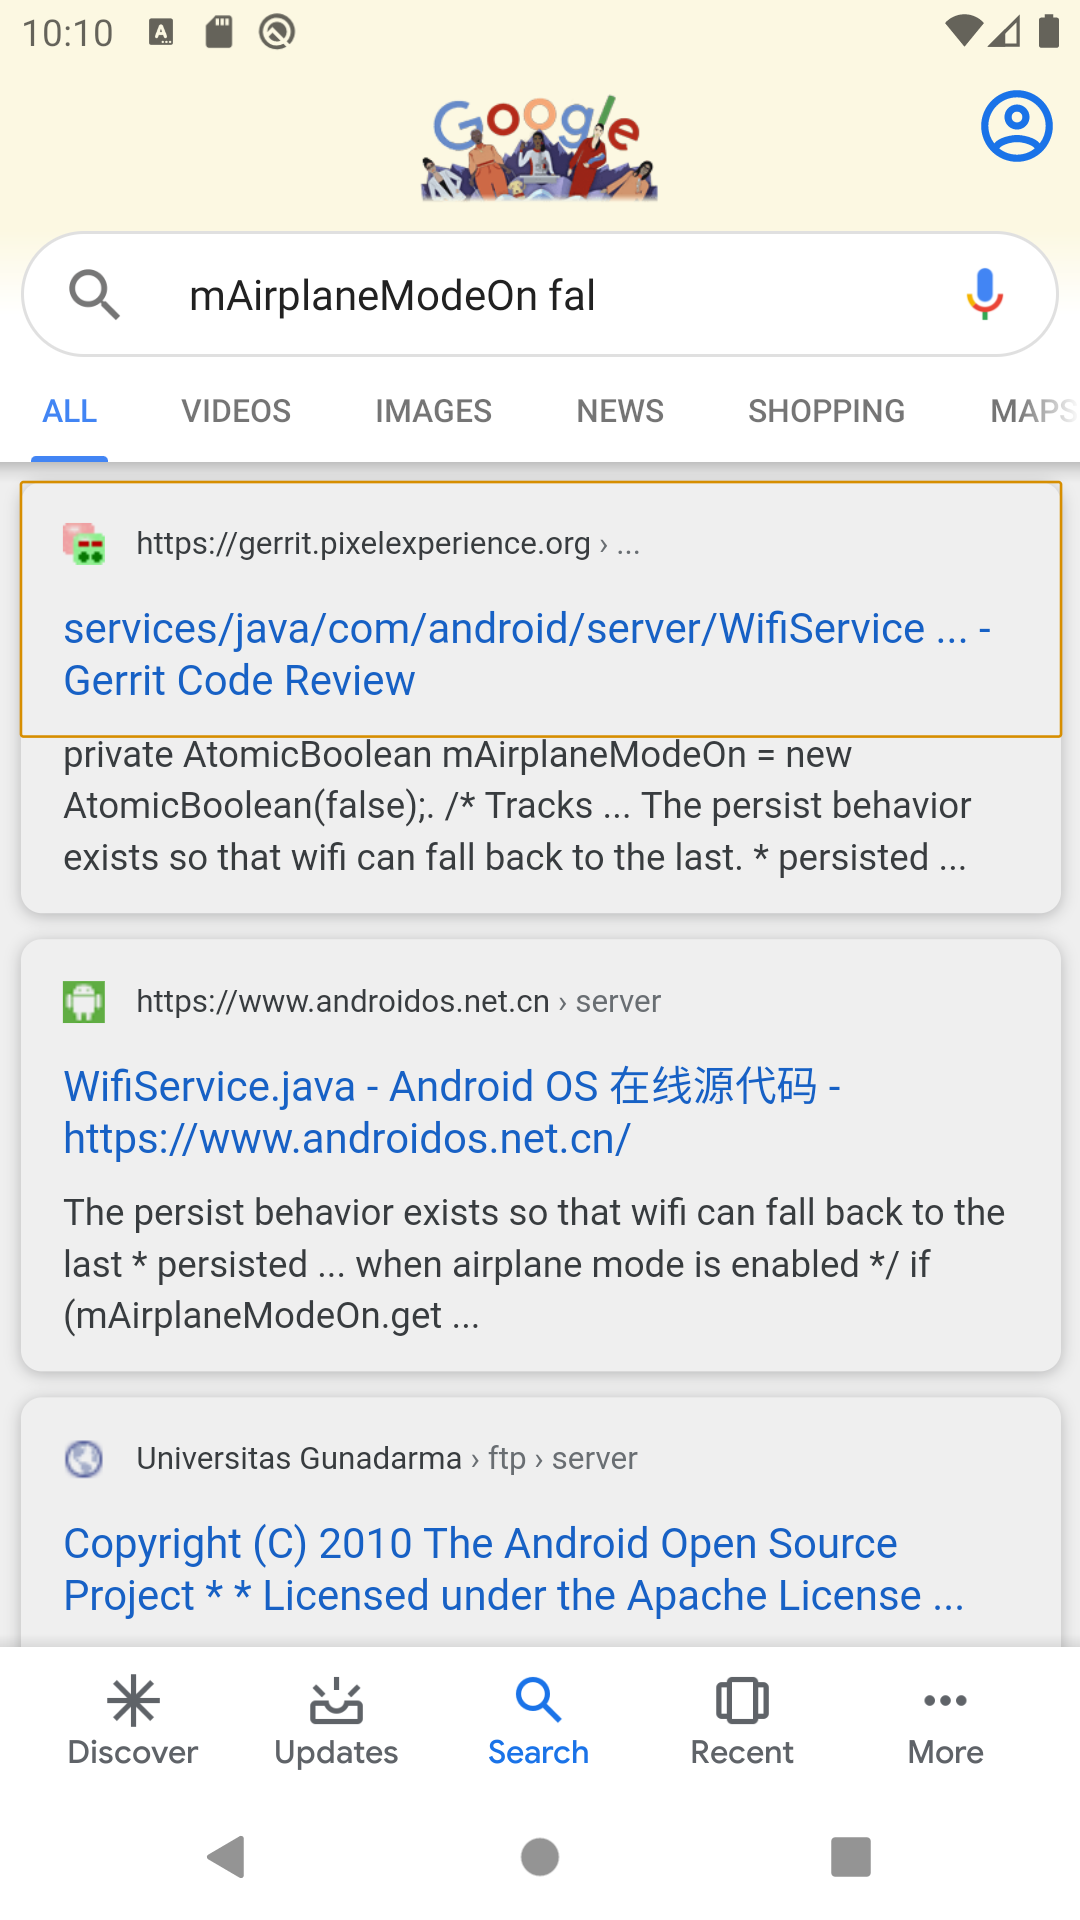 10:10
Google
mAirplaneModeOn fal
ALL VIDEOS IMAGES NEWS SHOPPING MAPS
https://gerrit.pixelexperience.org › ...
services/java/com/android/server/WifiService ... -
Gerrit Code Review
private AtomicBoolean mAirplaneModeOn = new
AtomicBoolean(false);. /* Tracks ... The persist behavior
exists so that wifi can fall back to the last. * persisted ...
https://www.androidos.net.cn › server
WifiService.java - Android OS 在线源代码 -
https://www.androidos.net.cn/
The persist behavior exists so that wifi can fall back to the
last * persisted ... when airplane mode is enabled */ if
(mAirplaneModeOn.get ...
Universitas Gunadarma › ftp › server
Copyright (C) 2010 The Android Open Source
Project * * Licensed under the Apache License ...
Discover Updates Search Recent More